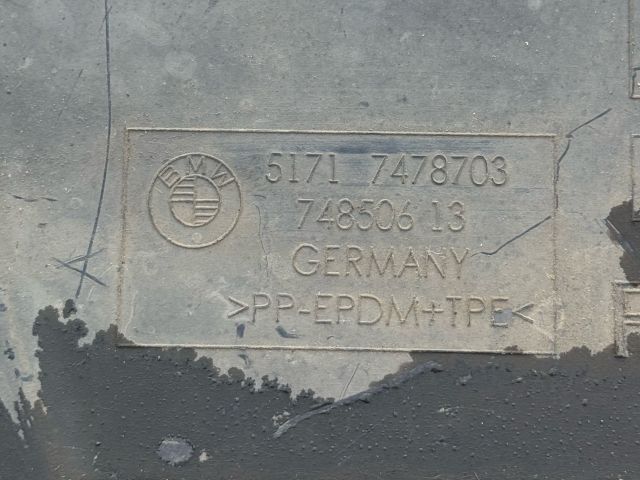 BMW
5171 7478703
748506 13
GERMANY
>PP-EPDM+TPE<